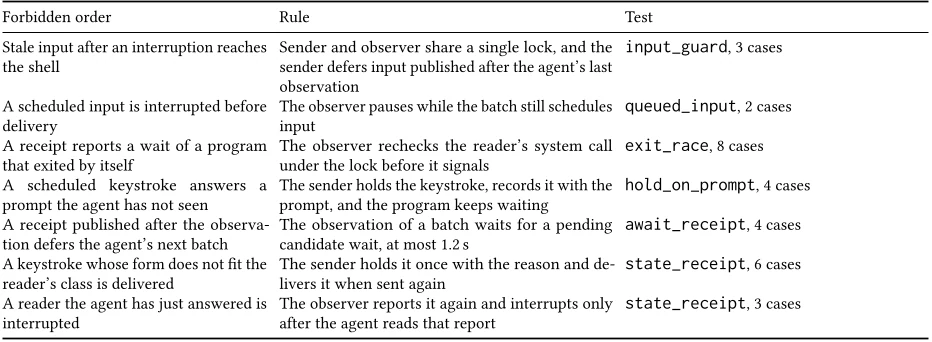 Forbidden order Rule Test
Stale input after an interruption reaches the shell
Sender and observer share a single lock, and the sender defers input published after the agent's last observation
input_guard, 3 cases
A scheduled input is interrupted before delivery
The observer pauses while the batch still schedules input
queued_input, 2 cases
A receipt reports a wait of a program that exited by itself
The observer rechecks the reader's system call under the lock before it signals
exit_race, 8 cases
A scheduled keystroke answers a prompt the agent has not seen
The sender holds the keystroke, records it with the prompt, and the program keeps waiting
hold_on_prompt, 4 cases
A receipt published after the observa-
tion defers the agent's next batch
The observation of a batch waits for a pending candidate wait, at most 1.2 s
await_receipt, 4 cases
A keystroke whose form does not fit the reader's class is delivered
The sender holds it once with the reason and de-
livers it when sent again
state_receipt, 6 cases
A reader the agent has just answered is interrupted
The observer reports it again and interrupts only after the agent reads that report
state_receipt, 3 cases